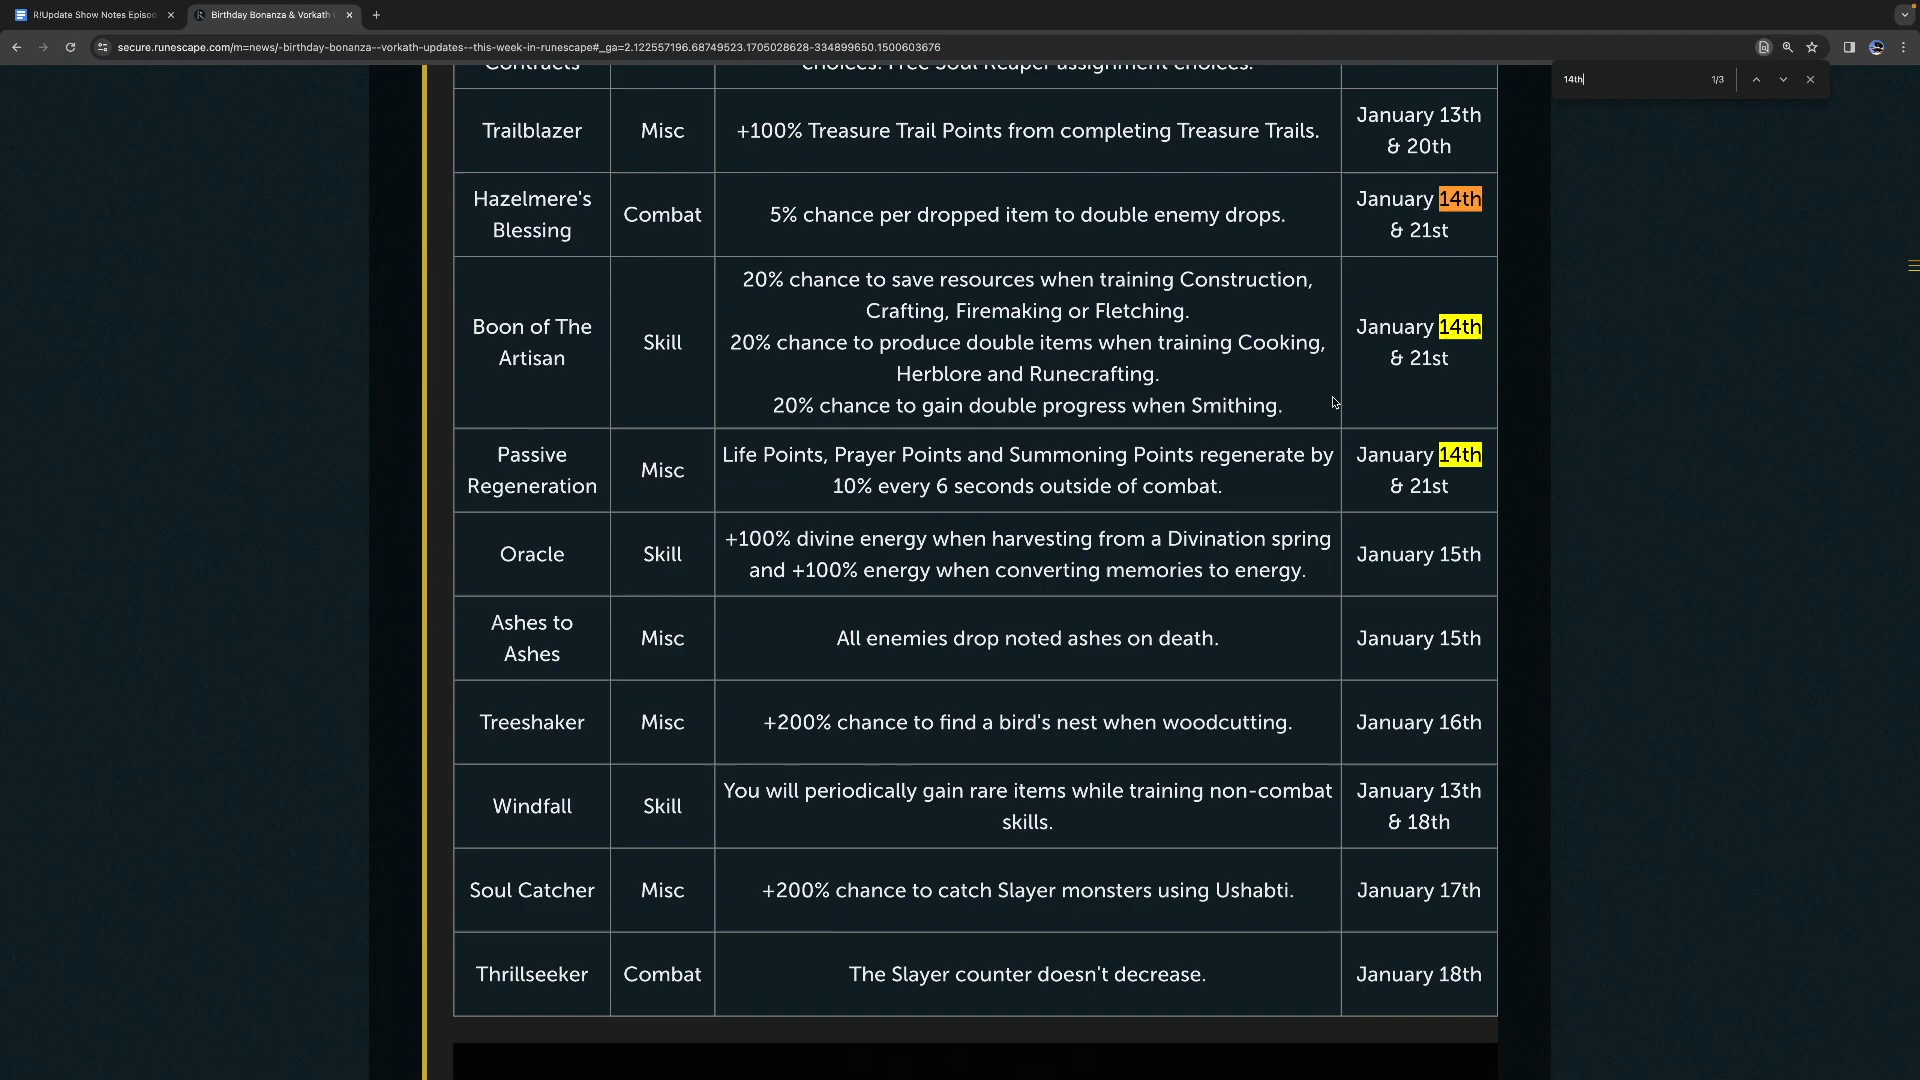 R!Update Show Notes Episod
Birthday Bonanza & Vorkath
secure.runescape.com/m=news/-birthday-bonanza--vorkath-updates--this-week-in-runescape#_ga=2.122557196.68749523.1705028628-334899650.1500603676
14th
1/3
Contracts
choices. Free Soul Reaper assignment choices.
Trailblazer
Misc
+100% Treasure Trail Points from completing Treasure Trails.
January 13th
& 20th
Hazelmere's
Blessing
Combat
5% chance per dropped item to double enemy drops.
January 14th
& 21st
Boon of The
Artisan
Skill
20% chance to save resources when training Construction,
Crafting, Firemaking or Fletching.
20% chance to produce double items when training Cooking,
Herblore and Runecrafting.
20% chance to gain double progress when Smithing.
January 14th
& 21st
Passive
Regeneration
Misc
Life Points, Prayer Points and Summoning Points regenerate by
10% every 6 seconds outside of combat.
January 14th
& 21st
Oracle
Skill
+100% divine energy when harvesting from a Divination spring
and +100% energy when converting memories to energy.
January 15th
Ashes to
Ashes
Misc
All enemies drop noted ashes on death.
January 15th
Treeshaker
Misc
+200% chance to find a bird's nest when woodcutting.
January 16th
Windfall
Skill
You will periodically gain rare items while training non-combat
skills.
January 13th
& 18th
Soul Catcher
Misc
+200% chance to catch Slayer monsters using Ushabti.
January 17th
Thrillseeker
Combat
The Slayer counter doesn't decrease.
January 18th